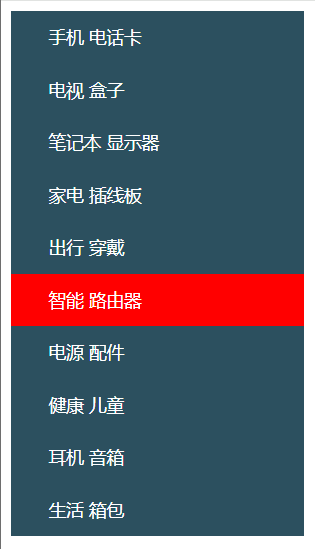 手机 电话卡
电视 盒子
笔记本 显示器
家电 插线板
出行 穿戴
智能 路由器
电源 配件
健康 儿童
耳机 音箱
生活 箱包